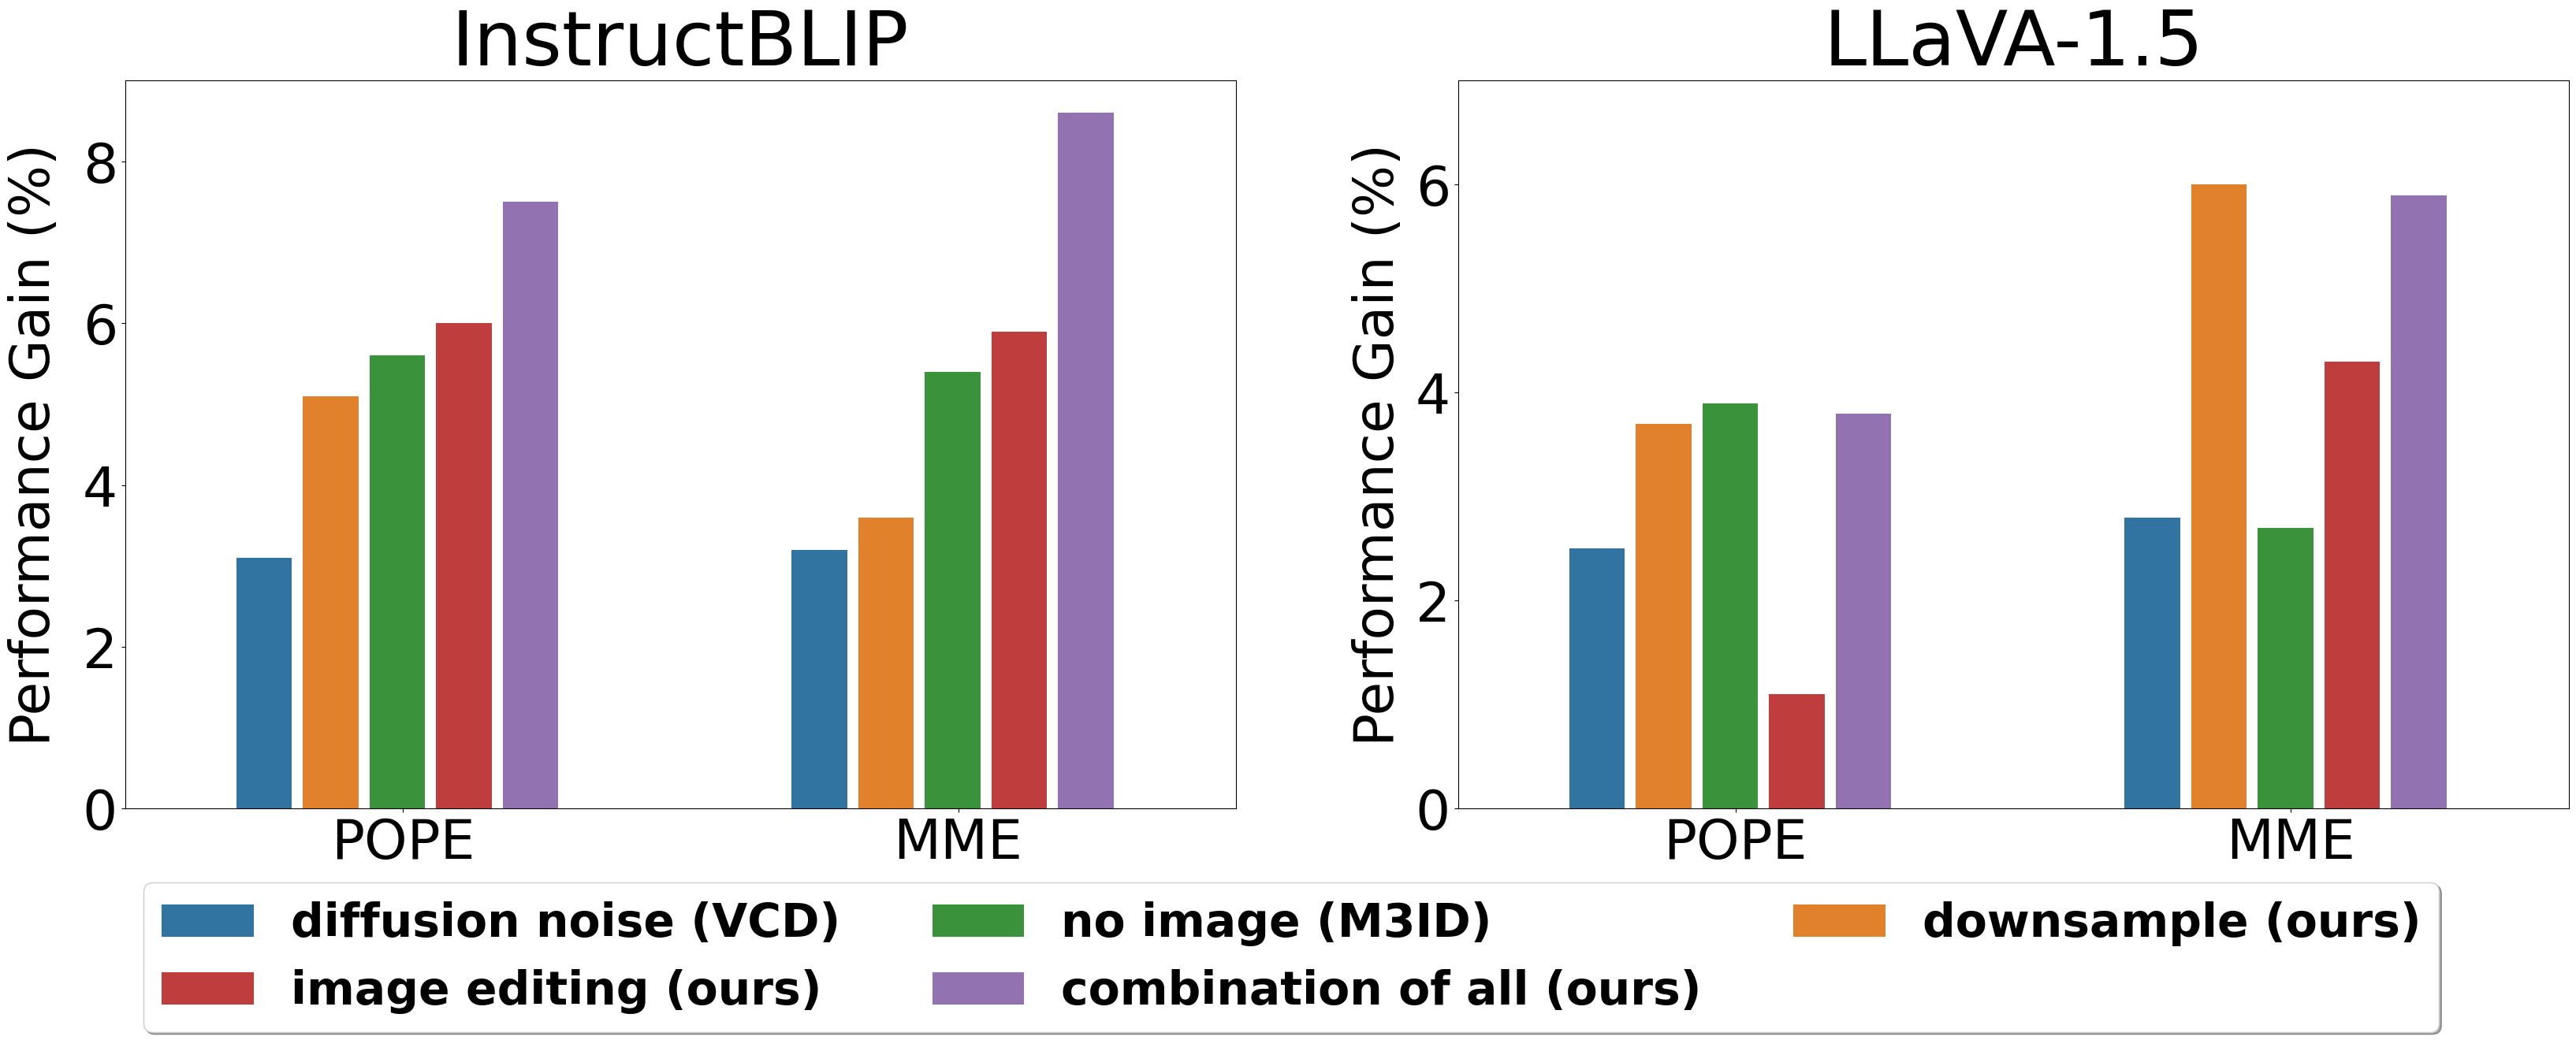 InstructBLIP
Performance Gain (%)
8
6
4
2
0
POPE
MME
LLaVA-1.5
Performance Gain (%)
6
4
2
0
POPE
MME
diffusion noise (VCD)
no image (M3ID)
downsample (ours)
image editing (ours)
combination of all (ours)